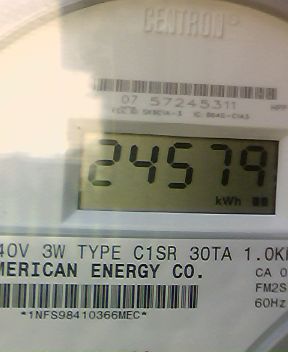 CENTRON®
07 57245311
24579
kWh
40V 3W TYPE C1SR 30TA 1.0K
MERICAN ENERGY CO.
CA 0
FM2S
60Hz
*1NFS98410366MEC*